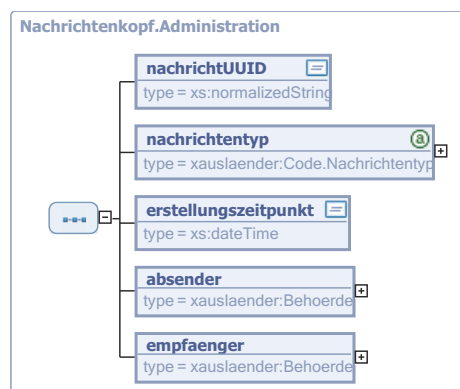 Nachrichtenkopf.Administration
nachrichtUUID
type = xs:normalizedString
nachrichtentyp
a
type = xauslaender:Code.Nachrichtentyp
erstellungszeitpunkt
type = xs:dateTime
absender
type = xauslaender:Behoerde
empfaenger
type = xauslaender:Behoerde